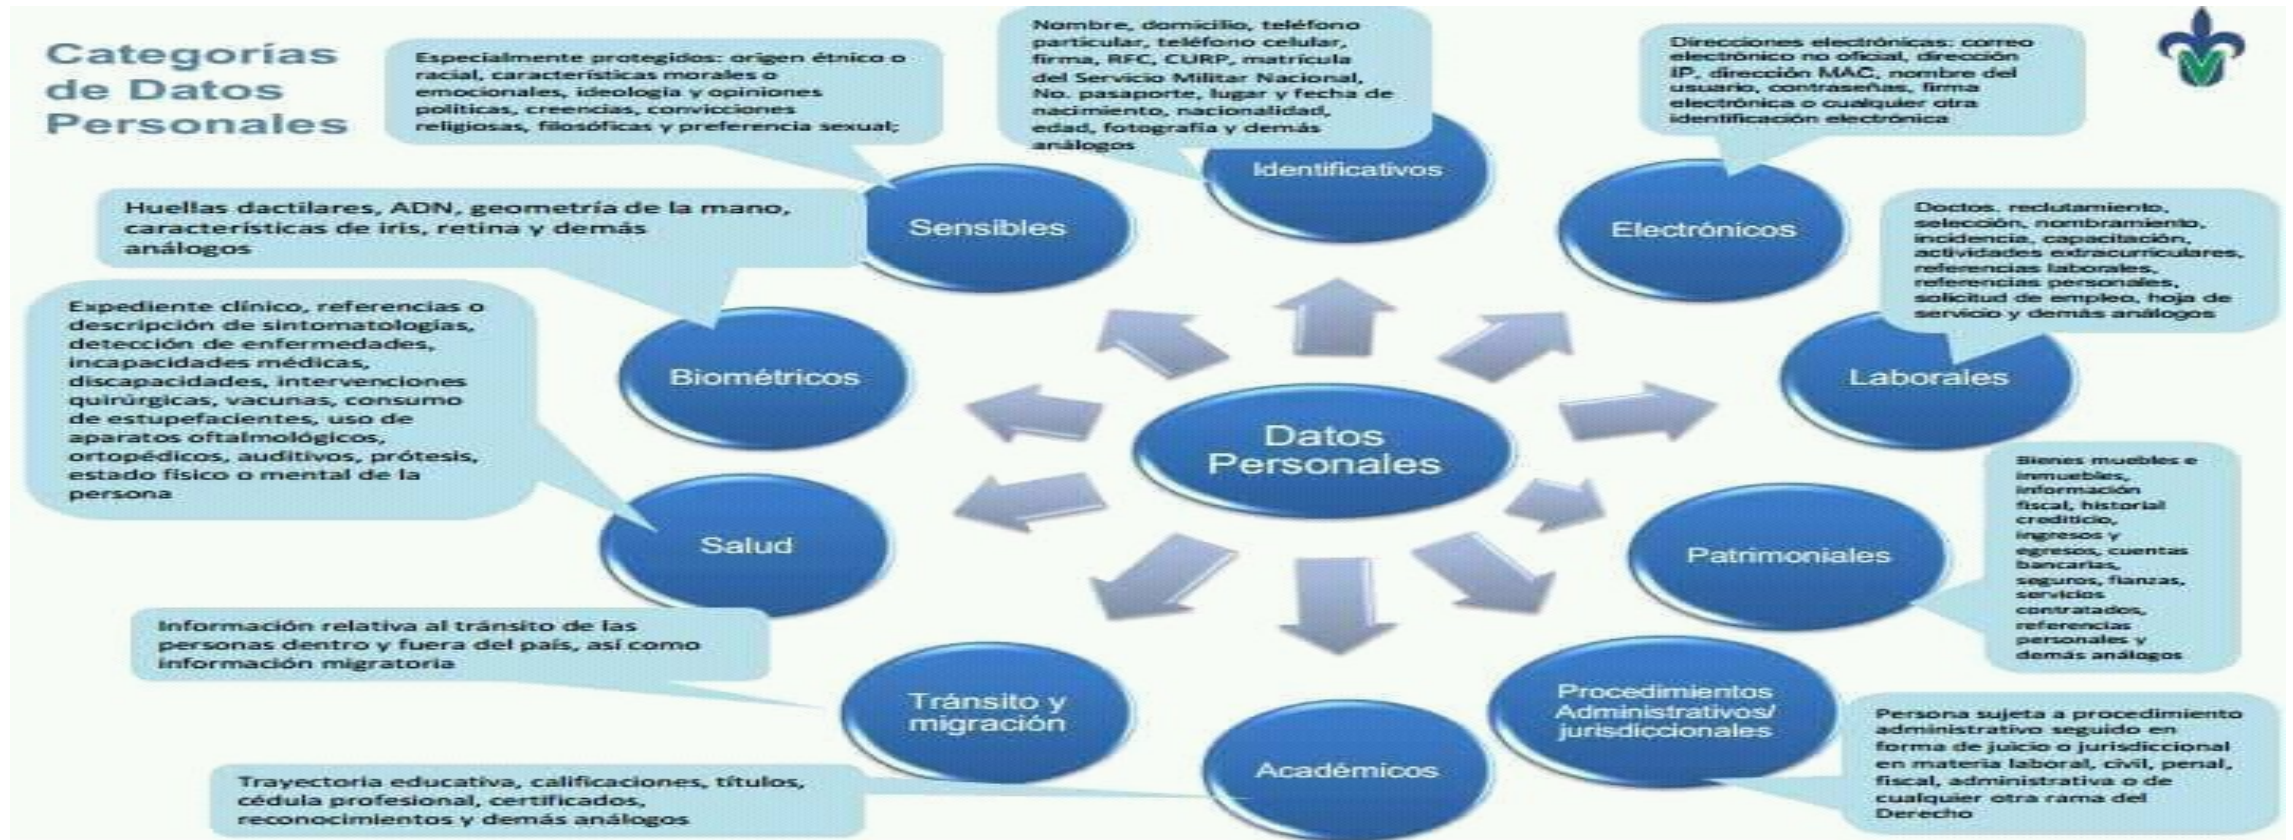 Categorías
de Datos
Personales
Especialmente protegidos: origen étnico o
racial, características morales o
emocionales, ideología y opiniones
políticas, creencias, convicciones
religiosas, filosóficas y preferencia sexual;
Sensibles
Nombre, domicilio, teléfono
particular, teléfono celular,
firma, RFC, CURP, matrícula
del Servicio Militar Nacional,
No. pasaporte, lugar y fecha de
nacimiento, nacionalidad,
edad, fotografía y demás
análogos
Identificativos
Direcciones electrónicas: correo
electrónico no oficial, dirección
IP, dirección MAC, nombre del
usuario, contraseñas, firma
electrónica o cualquier otra
identificación electrónica
Electrónicos
Doctos. reclutamiento,
selección, nombramiento,
incidencia, capacitación,
actividades extracurriculares,
referencias laborales,
referencias personales,
solicitud de empleo, hoja de
servicio y demás análogos
Laborales
Huellas dactilares, ADN, geometría de la mano,
características de iris, retina y demás
análogos
Biométricos
Expediente clínico, referencias o
descripción de sintomatologías,
detección de enfermedades,
incapacidades médicas,
discapacidades, intervenciones
quirúrgicas, vacunas, consumo
de estupefacientes, uso de
aparatos oftalmológicos,
ortopédicos, auditivos, prótesis,
estado físico o mental de la
persona
Salud
Datos
Personales
Bienes muebles e
inmuebles,
información
fiscal, historial
crediticio,
ingresos y
egresos, cuentas
bancarias,
seguros, fianzas,
servicios
contratados,
referencias
personales y
demás análogos
Patrimoniales
Información relativa al tránsito de las
personas dentro y fuera del país, así como
información migratoria
Tránsito y
migración
Trayectoria educativa, calificaciones, títulos,
cédula profesional, certificados,
reconocimientos y demás análogos
Académicos
Procedimientos
Administrativos/
jurisdiccionales
Persona sujeta a procedimiento
administrativo seguido en
forma de juicio o jurisdiccional
en materia laboral, civil, penal,
fiscal, administrativa o de
cualquier otra rama del
Derecho